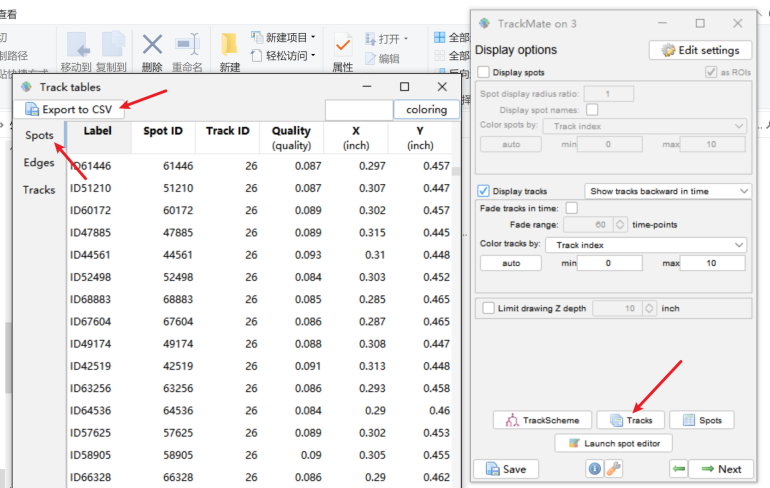 查看
切
制路径
移动到 复制到
删除 重命名
新建
新建项目
轻松访问
属性
打开
编辑
全部
全部
反向
择
Track tables
Export to CSV
coloring
Spots
Edges
Tracks
Label Spot ID Track ID Quality X Y
(quality) (inch) (inch)
ID61446 61446 26 0.087 0.297 0.457
ID51210 51210 26 0.087 0.307 0.447
ID60172 60172 26 0.089 0.302 0.457
ID47885 47885 26 0.089 0.315 0.445
ID44561 44561 26 0.093 0.31 0.448
ID52498 52498 26 0.084 0.303 0.452
ID68883 68883 26 0.085 0.285 0.465
ID67604 67604 26 0.086 0.287 0.465
ID49174 49174 26 0.088 0.308 0.447
ID42519 42519 26 0.091 0.313 0.448
ID63256 63256 26 0.086 0.293 0.458
ID64536 64536 26 0.084 0.29 0.46
ID57625 57625 26 0.089 0.302 0.453
ID58905 58905 26 0.09 0.305 0.455
ID66328 66328 26 0.086 0.29 0.462
TrackMate on 3
Display options
Edit settings
Display spots
as ROIs
Spot display radius ratio: 1
Display spot names:
Color spots by: Track index
auto min 0 max 10
Display tracks Show tracks backward in time
Fade tracks in time:
Fade range: 60 time-points
Color tracks by: Track index
auto min 0 max 10
Limit drawing Z depth 10 inch
TrackScheme Tracks Spots
Launch spot editor
Save Next